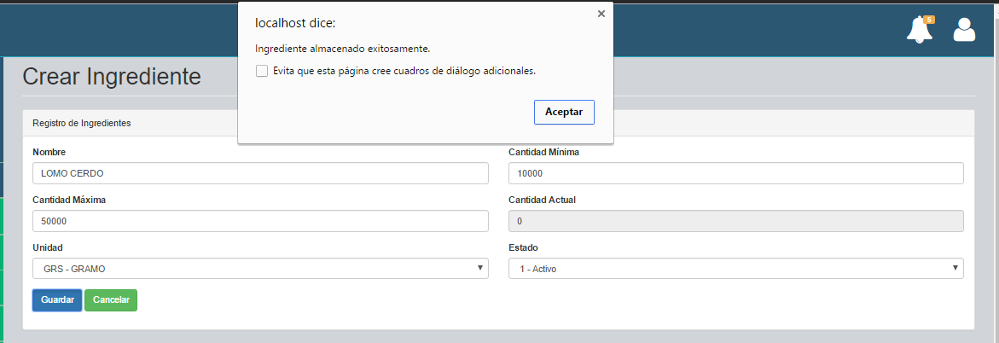 localhost dice:
Ingrediente almacenado exitosamente.
Evita que esta página cree cuadros de diálogo adicionales.
Aceptar
5
Crear Ingrediente
Registro de Ingredientes
Nombre
Cantidad Mínima
LOMO CERDO
10000
Cantidad Máxima
Cantidad Actual
50000
0
Unidad
Estado
GRS - GRAMO
1 - Activo
Guardar
Cancelar